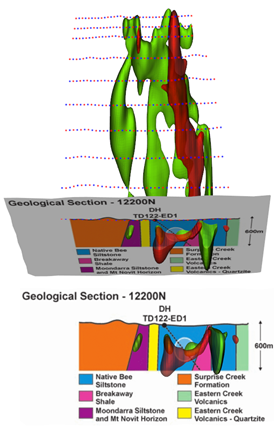 Geological Section - 12200N
DH
TD122-ED1
600m
Native Bee
Siltstone
Breakaway
Shale
Moondarra Siltstone
and Mt Novit Horizon
Surprise Creek
Formation
Eastern Creek
Volcanics
Eastern Creek
Volcanics - Quartzite
Geological Section - 12200N
DH
TD122-ED1
600m
Native Bee
Siltstone
Breakaway
Shale
Moondarra Siltstone
and Mt Novit Horizon
Surprise Creek
Formation
Eastern Creek
Volcanics
Eastern Creek
Volcanics - Quartzite